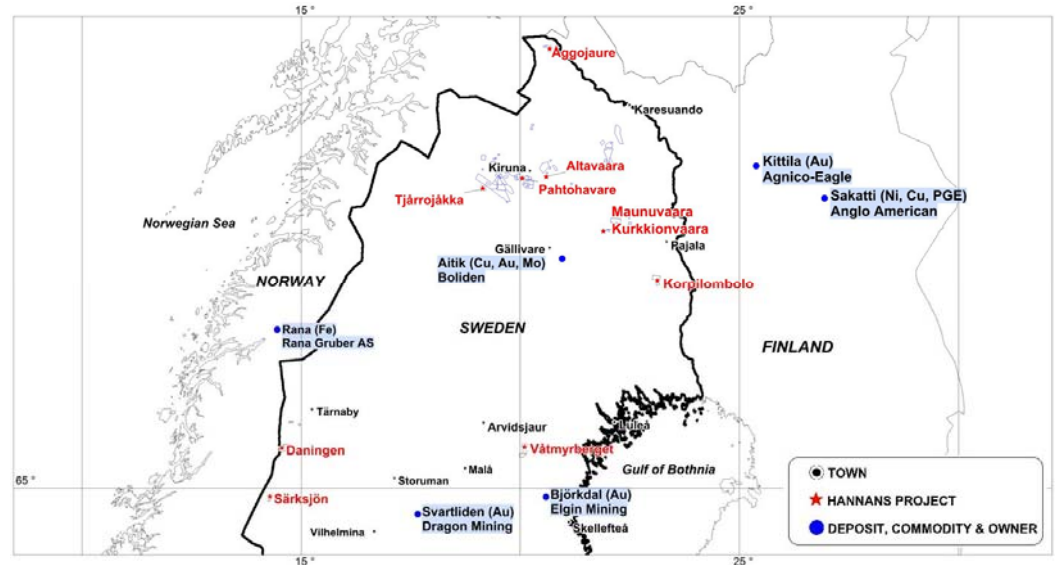 15°
25°
Aggojaure
Karesuando
Kiruna
Altavaara
Pahtohavare
Tjårrojåkka
Kittila (Au)
Agnico-Eagle
Sakatti (Ni, Cu, PGE)
Anglo American
Norwegian Sea
Maunuvaara
Kurkkionvaara
Pajala
Gällivare
Aitik (Cu, Au, Mo)
Boliden
NORWAY
Korpilombolo
Rana (Fe)
Rana Gruber AS
SWEDEN
FINLAND
Tärnaby
Arvidsjaur
Luleå
Daningen
Våtmyrberget
Gulf of Bothnia
Malå
Storuman
65°
Särksjön
Björkdal (Au)
Elgin Mining
Svartliden (Au)
Dragon Mining
Skellefteå
Vilhelmina
TOWN
HANNANS PROJECT
DEPOSIT, COMMODITY & OWNER
15°
25°